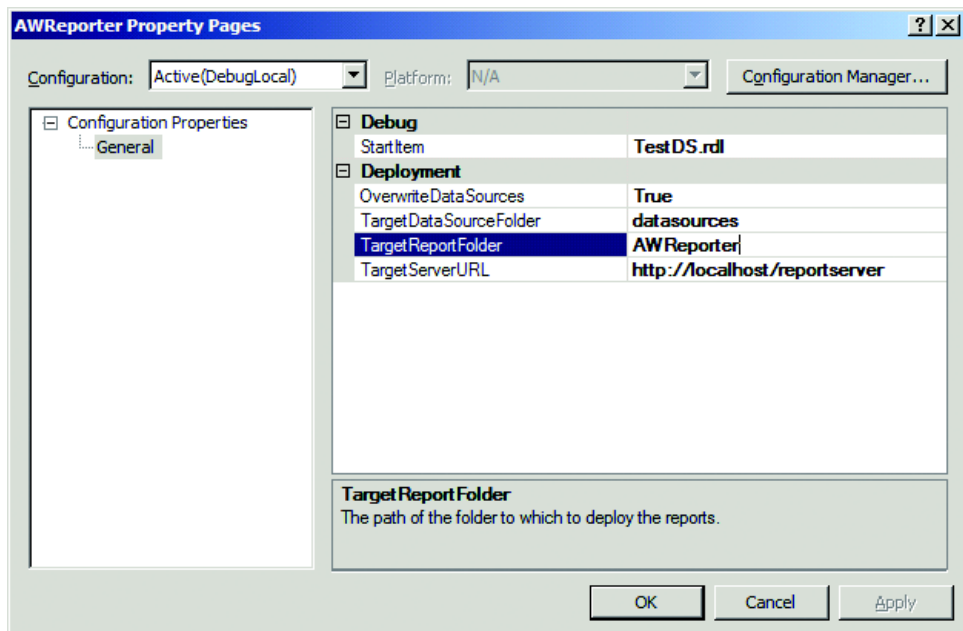 AWReporter Property Pages
Configuration: Active(DebugLocal) Platform: N/A Configuration Manager...
Configuration Properties
General
Debug
StartItem TestDS.rdl
Deployment
OverwriteDataSources True
TargetDataSourceFolder datasources
TargetReportFolder AWReporter
TargetServerURL http://localhost/reportserver
TargetReportFolder
The path of the folder to which to deploy the reports.
OK Cancel Apply